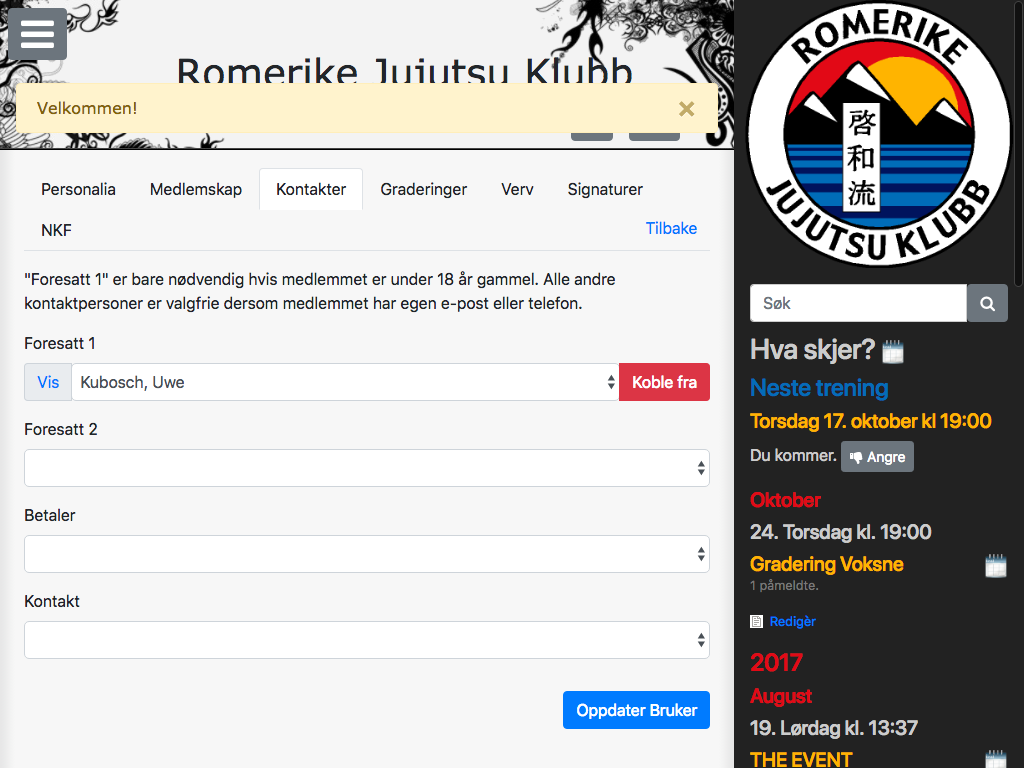 Romerike Jujutsu Klubb
Velkommen!
×
Personalia Medlemskap Kontakter Graderinger Verv Signaturer
NKF Tilbake
"Foresatt 1" er bare nødvendig hvis medlemmet er under 18 år gammel. Alle andre
kontaktpersoner er valgfrie dersom medlemmet har egen e-post eller telefon.
Foresatt 1
Vis Kubosch, Uwe Koble fra
Foresatt 2
Betaler
Kontakt
Oppdater Bruker
ROMERIKE
啓和流
JUJUTSU KLUBB
Søk
Hva skjer?
Neste trening
Torsdag 17. oktober kl 19:00
Du kommer. Angre
Oktober
24. Torsdag kl. 19:00
Gradering Voksne
1 påmeldte.
Redigèr
2017
August
19. Lørdag kl. 13:37
THE EVENT